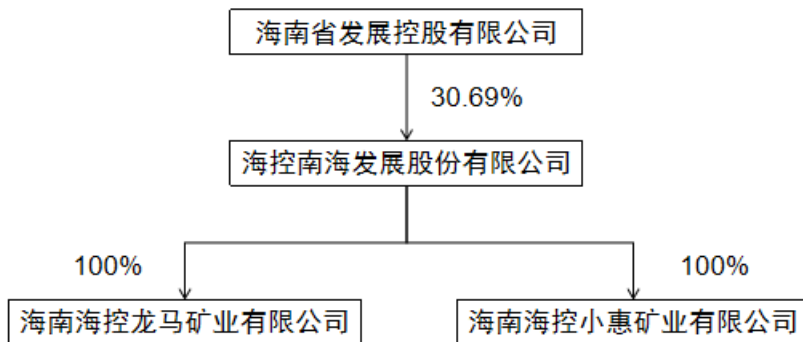 海南省发展控股有限公司
30.69%
海控南海发展股份有限公司
100%
100%
海南海控龙马矿业有限公司
海南海控小惠矿业有限公司